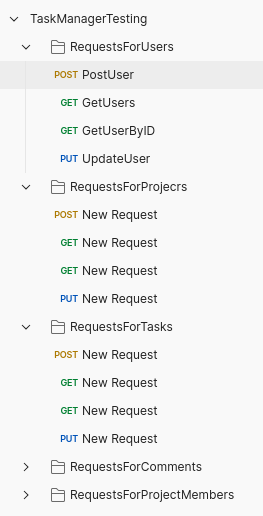 TaskManagerTesting
RequestsForUsers
POST PostUser
GET GetUsers
GET GetUserByID
PUT UpdateUser
RequestsForProjecrs
POST New Request
GET New Request
GET New Request
PUT New Request
RequestsForTasks
POST New Request
GET New Request
GET New Request
PUT New Request
RequestsForComments
RequestsForProjectMembers